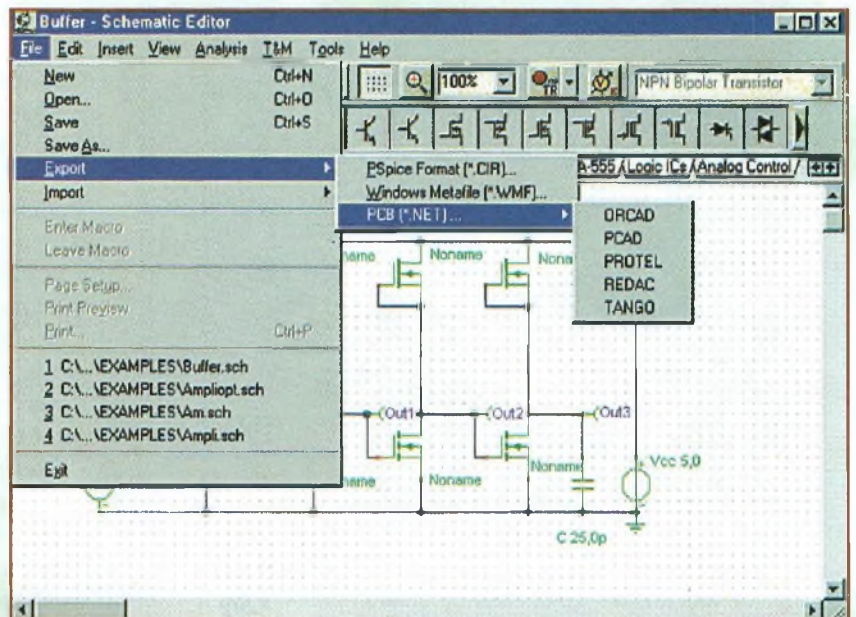 Buffer - Schematic Editor
File Edit Insert View Analysis T&M Tools Help
New Ctrl+N
Open... Ctrl+O
Save Ctrl+S
Save As...
Export
Import
Enter Macro
Leave Macro
Page Setup...
Print Preview
Print... Ctrl+P
1 C:\...\EXAMPLES\Buffer.sch
2 C:\...\EXAMPLES\Ampliopt.sch
3 C:\...\EXAMPLES\Am.sch
4 C:\...\EXAMPLES\Ampli.sch
Exit
100%
TR
NPN Bipolar Transistor
A-555 Logic ICs Analog Control
PSpice Format (*.CIR)...
Windows Metafile (*.WMF)...
PCB (*.NET)...
ORCAD
PCAD
PROTEL
REDAC
TANGO
name Noname Nona
Out1 Out2 Out3
name Noname Noname Vcc 5,0
C 25,0p